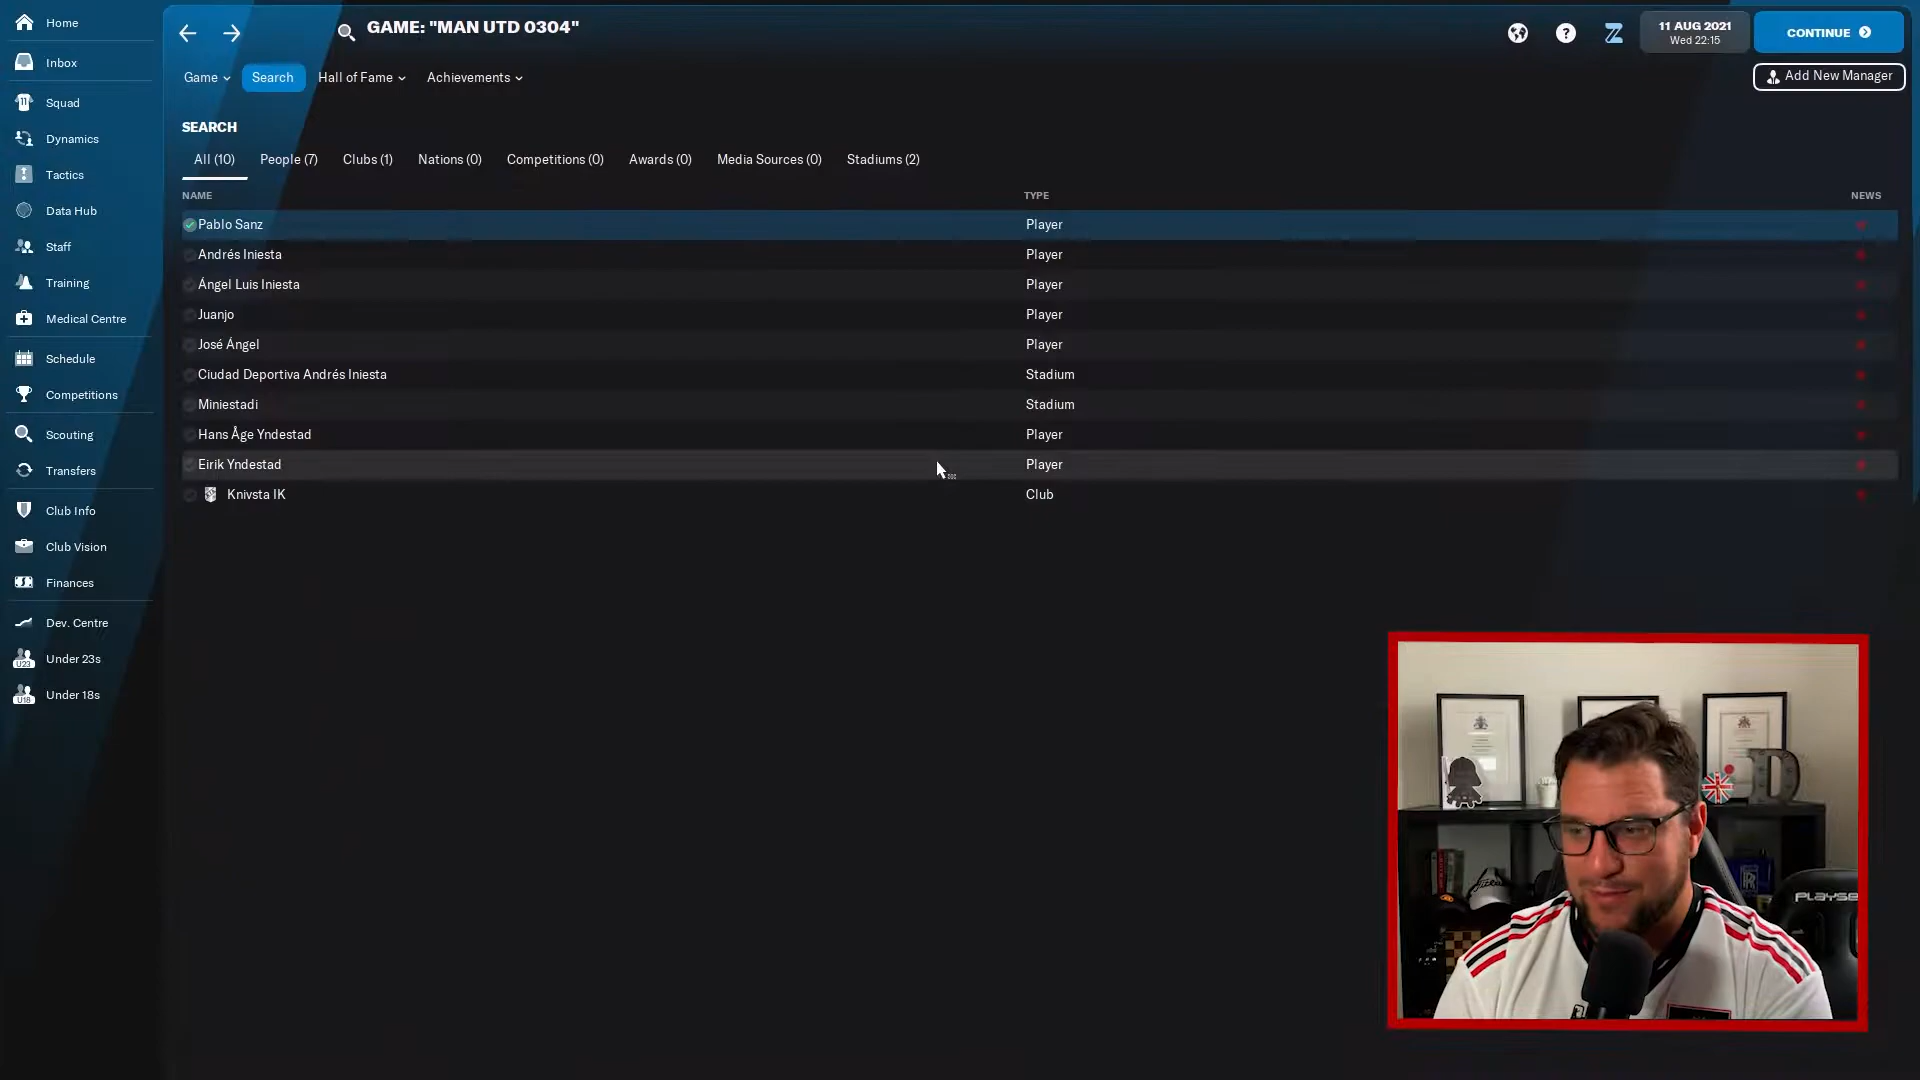 Home
Inbox
Squad
Dynamics
Tactics
Data Hub
Staff
Training
Medical Centre
Schedule
Competitions
Scouting
Transfers
Club Info
Club Vision
Finances
Dev. Centre
U23 Under 23s
U18 Under 18s
GAME: "MAN UTD 0304"
11 AUG 2021
Wed 22:15
CONTINUE
Game Search Hall of Fame Achievements
Add New Manager
SEARCH
All (10) People (7) Clubs (1) Nations (0) Competitions (0) Awards (0) Media Sources (0) Stadiums (2)
NAME TYPE NEWS
Pablo Sanz Player
Andrés Iniesta Player
Ángel Luis Iniesta Player
Juanjo Player
José Ángel Player
Ciudad Deportiva Andrés Iniesta Stadium
Miniestadi Stadium
Hans Åge Yndestad Player
Eirik Yndestad Player
Knivsta IK Club
D
Titleist
PLAYSE